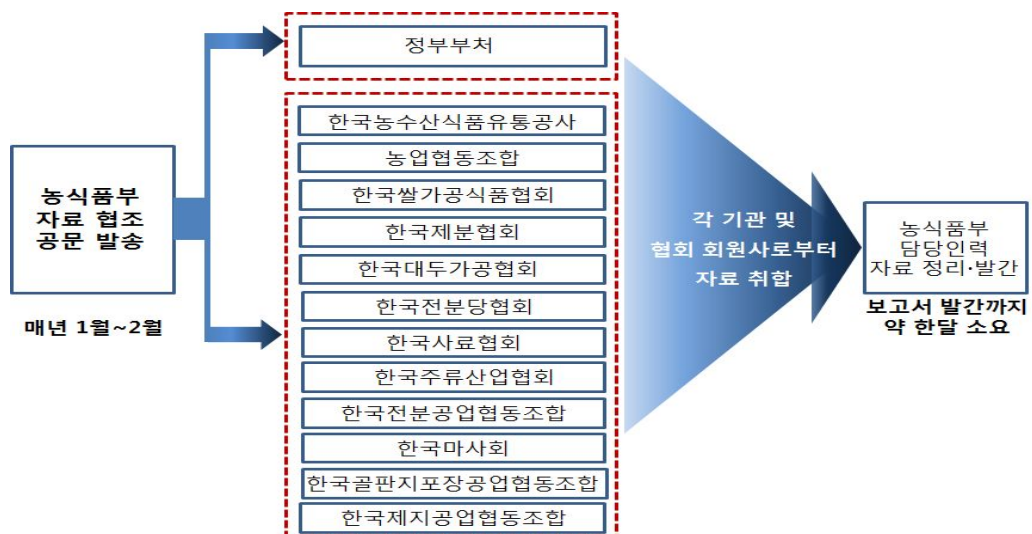 농식품부
자료 협조
공문 발송
매년 1월~2월
정부부처
한국농수산식품유통공사
농업협동조합
한국쌀가공식품협회
한국제분협회
한국대두가공협회
한국전분당협회
한국사료협회
한국주류산업협회
한국전분공업협동조합
한국마사회
한국골판지포장공업협동조합
한국제지공업협동조합
각 기관 및
협회 회원사로부터
자료 취합
농식품부
담당인력
자료 정리·발간
보고서 발간까지
약 한달 소요